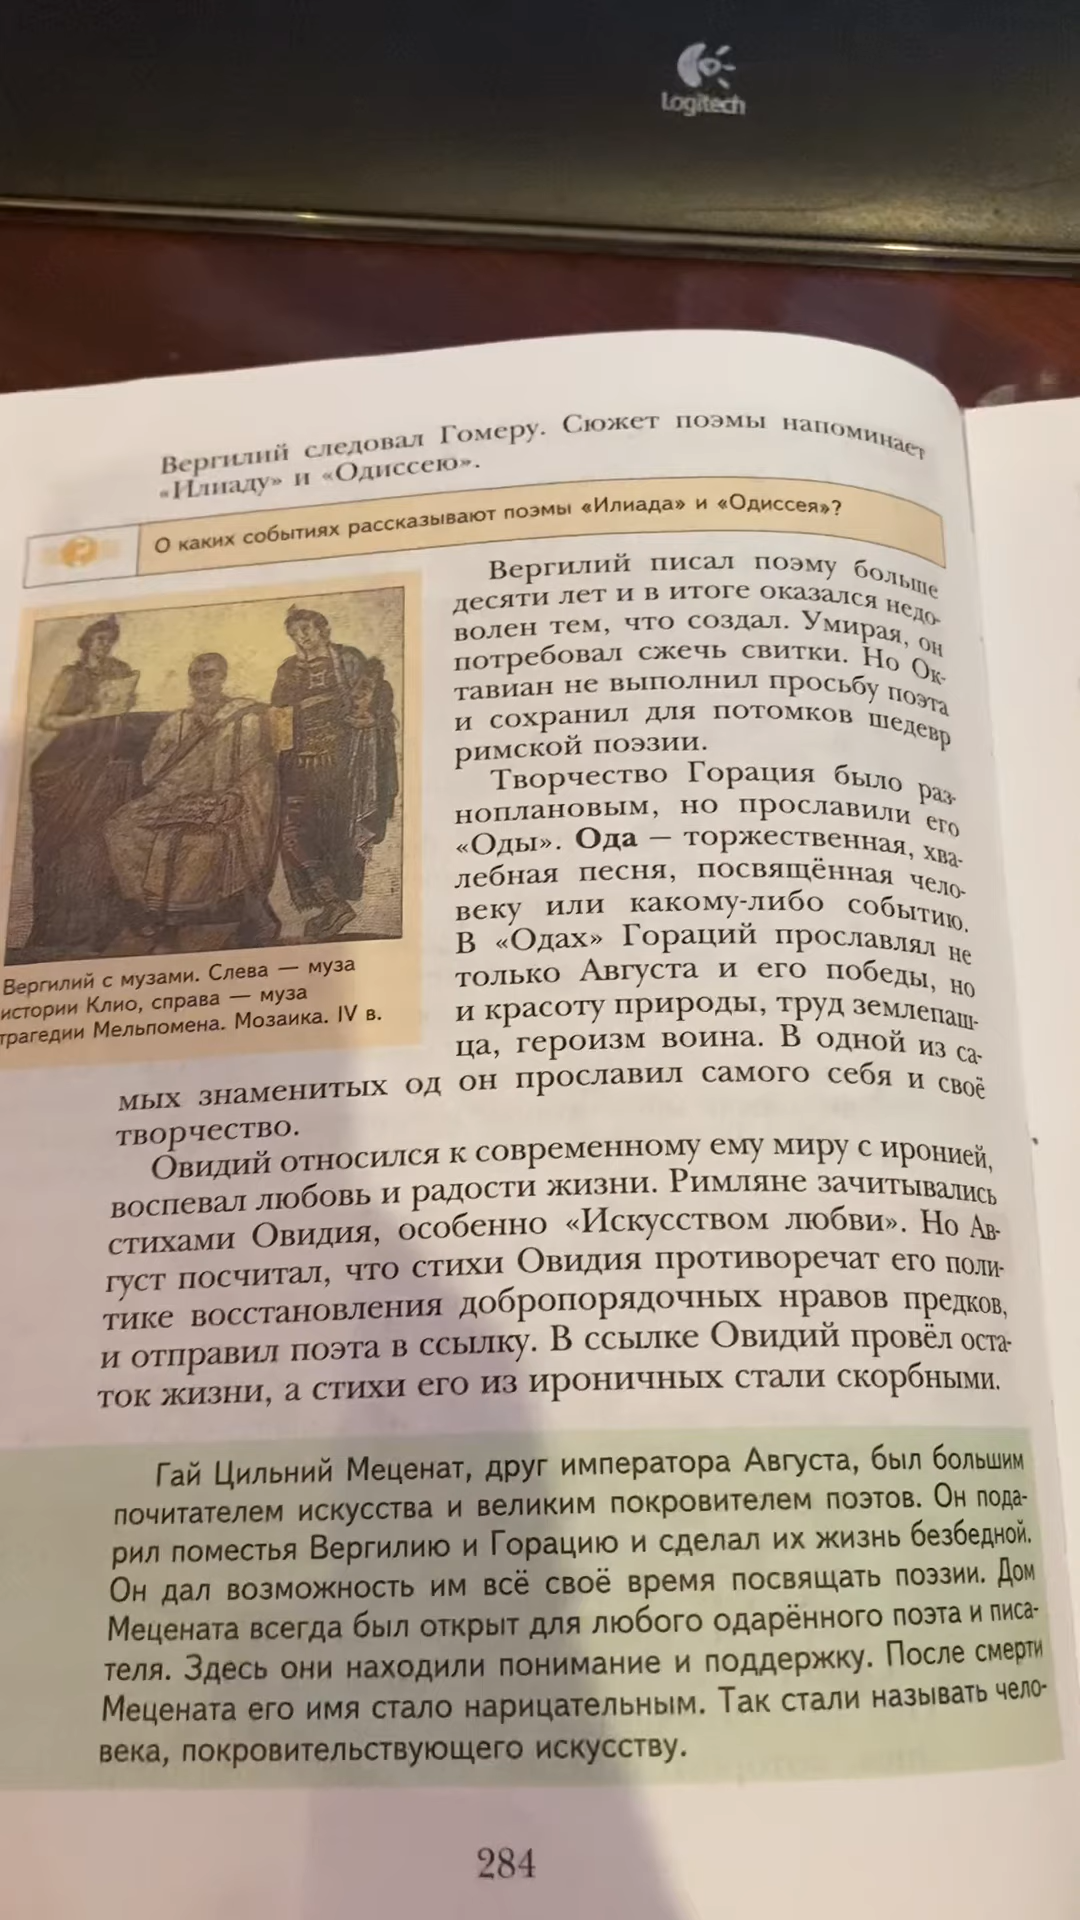 Logitech
Вергилий следовал Гомеру. Сюжет поэмы напоминает
«Илиаду» и «Одиссею».
О каких событиях рассказывают поэмы «Илиада» и «Одиссея»?
Вергилий писал поэму больше
десяти лет и в итоге оказался недо-
волен тем, что создал. Умирая, он
потребовал сжечь свитки. Но Ок-
тавиан не выполнил просьбу поэта
и сохранил для потомков шедевр
римской поэзии.
Творчество Горация было раз-
ноплановым, но прославили его
«Оды». Ода — торжественная, хва-
лебная песня, посвящённая чело-
веку или какому-либо событию.
В «Одах» Гораций прославлял не
только Августа и его победы, но
и красоту природы, труд землепаш-
ца, героизм воина. В одной из са-
мых знаменитых од он прославил самого себя и своё
творчество.
Вергилий с музами. Слева — муза
истории Клио, справа — муза
трагедии Мельпомена. Мозаика. IV в.
Овидий относился к современному ему миру с иронией,
воспевал любовь и радости жизни. Римляне зачитывались
стихами Овидия, особенно «Искусством любви». Но Ав-
густ посчитал, что стихи Овидия противоречат его поли-
тике восстановления добропорядочных нравов предков,
и отправил поэта в ссылку. В ссылке Овидий провёл оста-
ток жизни, а стихи его из ироничных стали скорбными.
Гай Цильний Меценат, друг императора Августа, был большим
почитателем искусства и великим покровителем поэтов. Он пода-
рил поместья Вергилию и Горацию и сделал их жизнь безбедной.
Он дал возможность им всё своё время посвящать поэзии. Дом
Мецената всегда был открыт для любого одарённого поэта и писа-
теля. Здесь они находили понимание и поддержку. После смерти
Мецената его имя стало нарицательным. Так стали называть чело-
века, покровительствующего искусству.
284